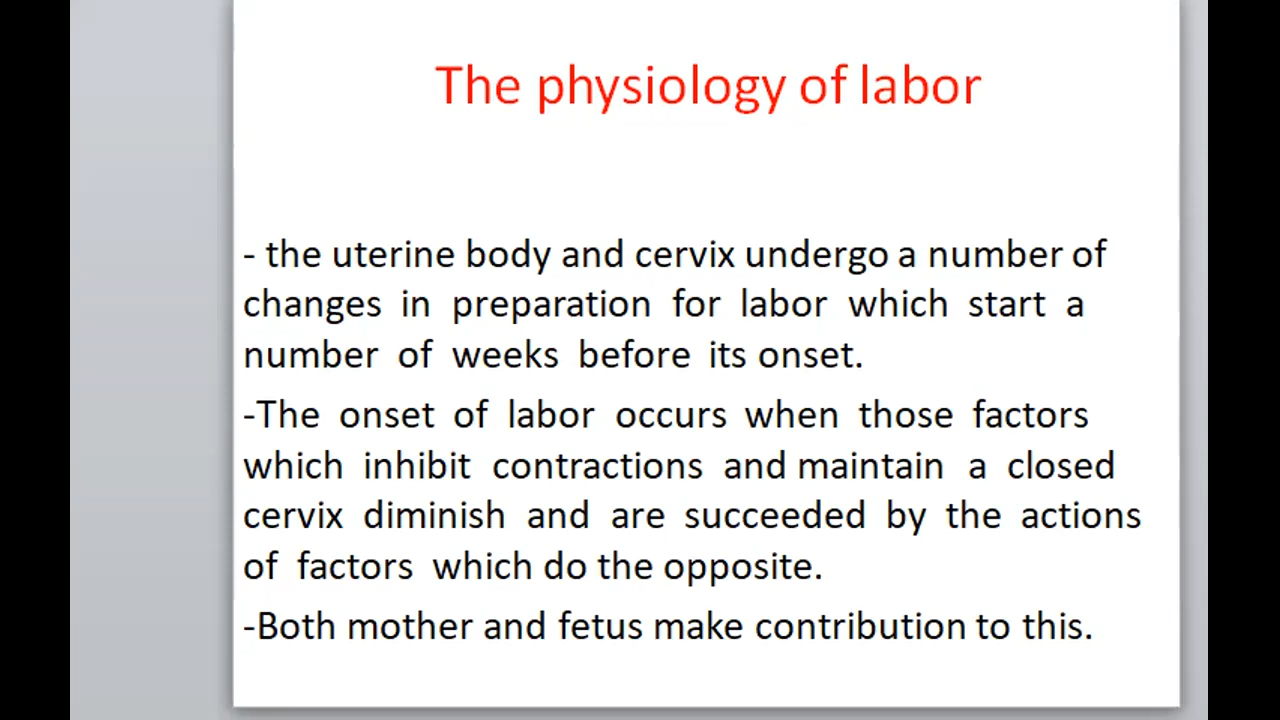 The physiology of labor
- the uterine body and cervix undergo a number of
changes in preparation for labor which start a
number of weeks before its onset.
-The onset of labor occurs when those factors
which inhibit contractions and maintain a closed
cervix diminish and are succeeded by the actions
of factors which do the opposite.
-Both mother and fetus make contribution to this.